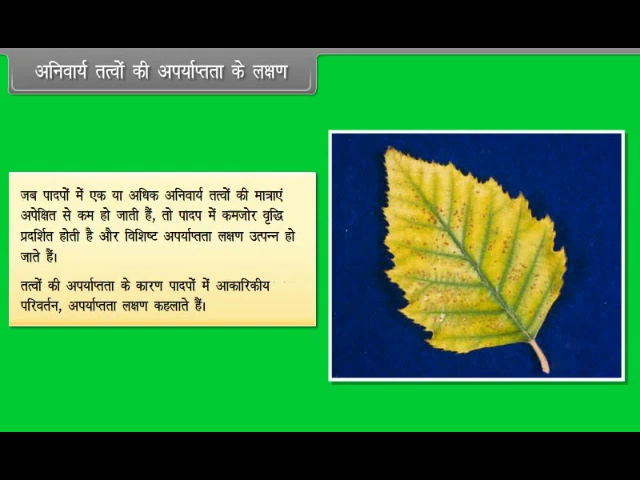 अनिवार्य तत्वों की अपर्याप्तता के लक्षण
जब पादपों में एक या अधिक अनिवार्य तत्वों की मात्राएं
अपेक्षित से कम हो जाती हैं, तो पादप में कमजोर वृद्धि
प्रदर्शित होती है और विशिष्ट अपर्याप्तता लक्षण उत्पन्न हो
जाते हैं।
तत्वों की अपर्याप्तता के कारण पादपों में आकारिकीय
परिवर्तन, अपर्याप्तता लक्षण कहलाते हैं।